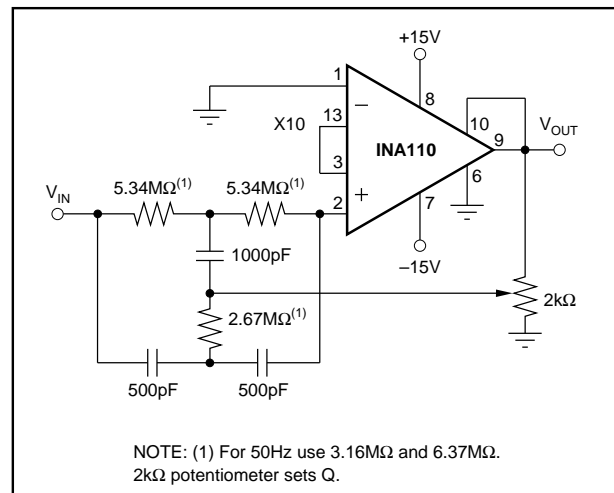 +15V
1
–
8
13
10
X10
INA110
9
V_OUT
3
6
V_IN
5.34MΩ(1)
5.34MΩ(1)
+
2
7
1000pF
–15V
2kΩ
2.67MΩ(1)
500pF
500pF
NOTE: (1) For 50Hz use 3.16MΩ and 6.37MΩ.
2kΩ potentiometer sets Q.